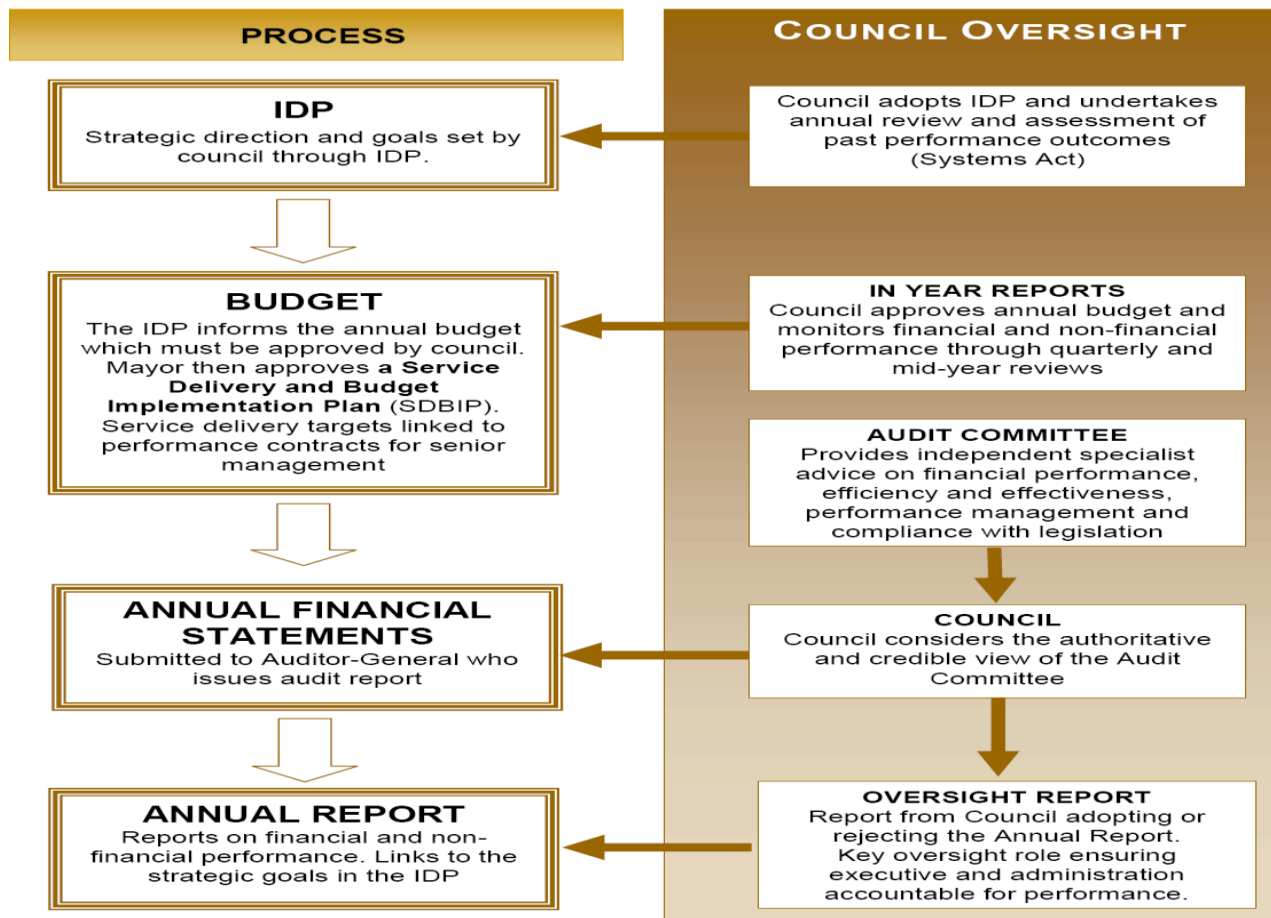 PROCESS
IDP
Strategic direction and goals set by
council through IDP.
BUDGET
The IDP informs the annual budget
which must be approved by council.
Mayor then approves a Service
Delivery and Budget
Implementation Plan (SDBIP).
Service delivery targets linked to
performance contracts for senior
management
ANNUAL FINANCIAL
STATEMENTS
Submitted to Auditor-General who
issues audit report
ANNUAL REPORT
Reports on financial and non-
financial performance. Links to the
strategic goals in the IDP
COUNCIL OVERSIGHT
Council adopts IDP and undertakes
annual review and assessment of
past performance outcomes
(Systems Act)
IN YEAR REPORTS
Council approves annual budget and
monitors financial and non-financial
performance through quarterly and
mid-year reviews
AUDIT COMMITTEE
Provides independent specialist
advice on financial performance,
efficiency and effectiveness,
performance management and
compliance with legislation
COUNCIL
Council considers the authoritative
and credible view of the Audit
Committee
OVERSIGHT REPORT
Report from Council adopting or
rejecting the Annual Report.
Key oversight role ensuring
executive and administration
accountable for performance.